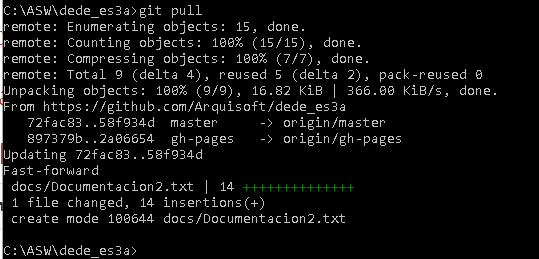 C:\ASW\dede_es3a>git pull
remote: Enumerating objects: 15, done.
remote: Counting objects: 100% (15/15), done.
remote: Compressing objects: 100% (7/7), done.
remote: Total 9 (delta 4), reused 5 (delta 2), pack-reused 0
Unpacking objects: 100% (9/9), 16.82 KiB | 366.00 KiB/s, done.
From https://github.com/Arquisoft/dede_es3a
   72fac83..58f934d  master     -> origin/master
   897379b..2a06654  gh-pages   -> origin/gh-pages
Updating 72fac83..58f934d
Fast-forward
 docs/Documentacion2.txt | 14 ++++++++++++++
 1 file changed, 14 insertions(+)
 create mode 100644 docs/Documentacion2.txt
C:\ASW\dede_es3a>